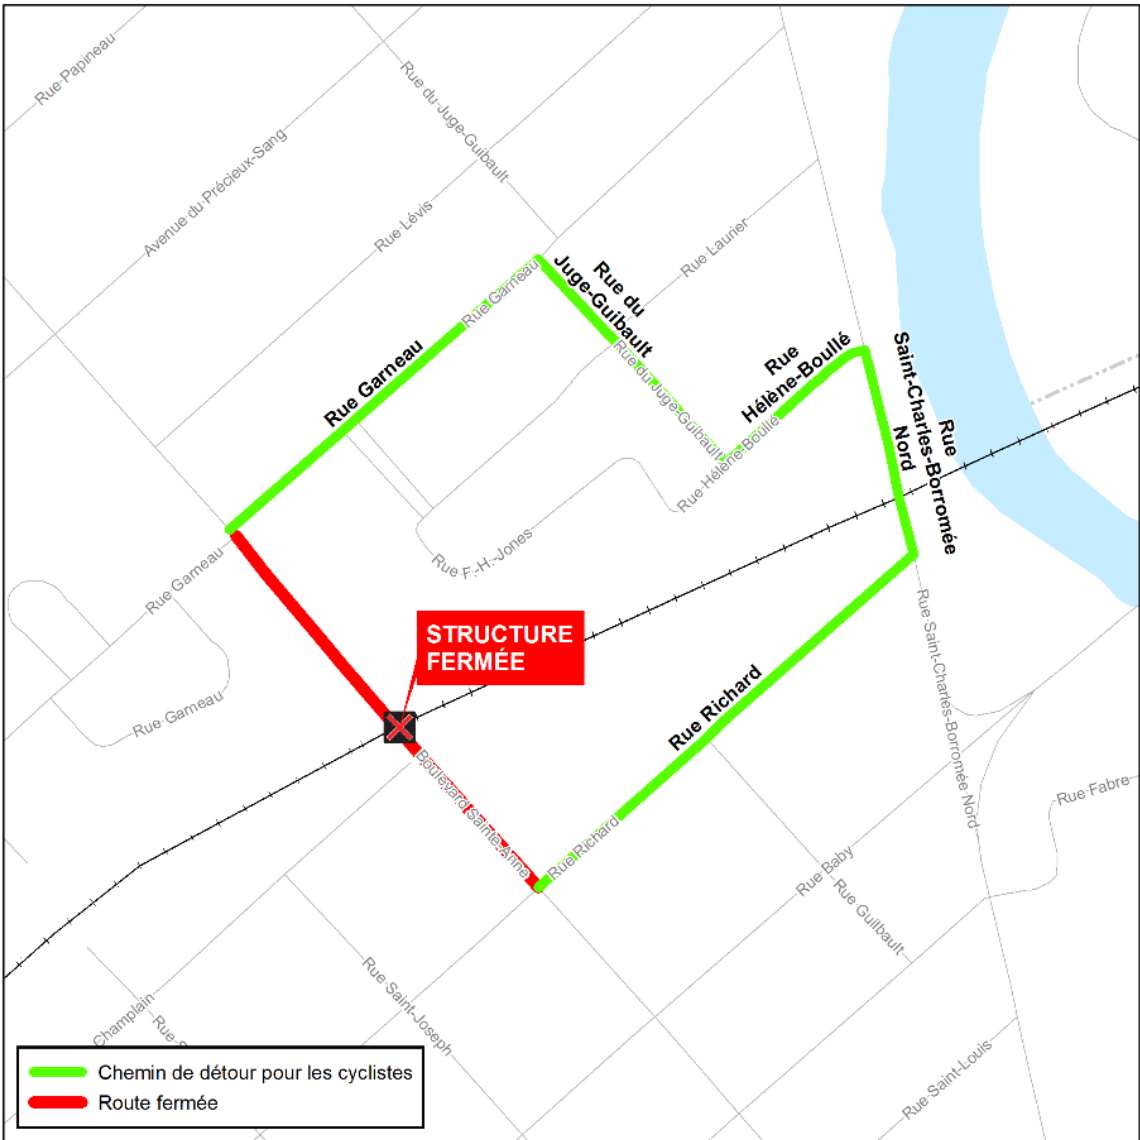 Rue Papineau
Rue du Juge-Guibault
Avenue du Précieux-Sang
Rue Lévis
Rue Laurier
Rue Garneau
Rue du
Juge-Guibault
Rue Garneau
Rue du Juge-Guibault
Rue
Hélène-Boullé
Rue Hélène-Boullé
Rue
Saint-Charles-Borromée
Nord
Rue F.-H.-Jones
Rue Garneau
Rue Garneau
STRUCTURE
FERMÉE
Rue Richard
Boulevard Sainte-Anne
Rue Richard
Rue Saint-Charles-Borromée Nord
Rue Fabre
Rue Baby
Rue Guilbault
Rue Saint-Joseph
Champlain
Rue S
Rue Saint-Louis
Chemin de détour pour les cyclistes
Route fermée